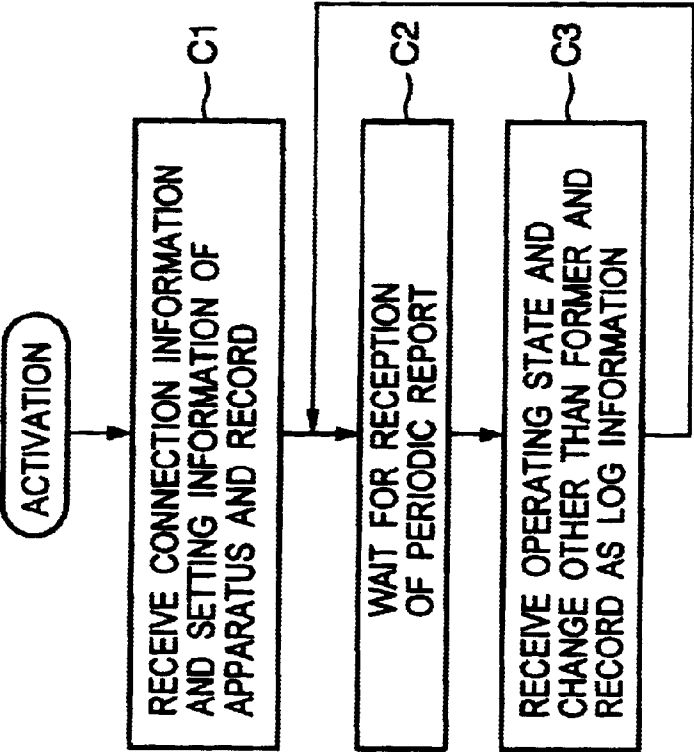 ACTIVATION
RECEIVE CONNECTION INFORMATION
AND SETTING INFORMATION OF
APPARATUS AND RECORD
C1
WAIT FOR RECEPTION
OF PERIODIC REPORT
C2
RECEIVE OPERATING STATE AND
CHANGE OTHER THAN FORMER AND
RECORD AS LOG INFORMATION
C3